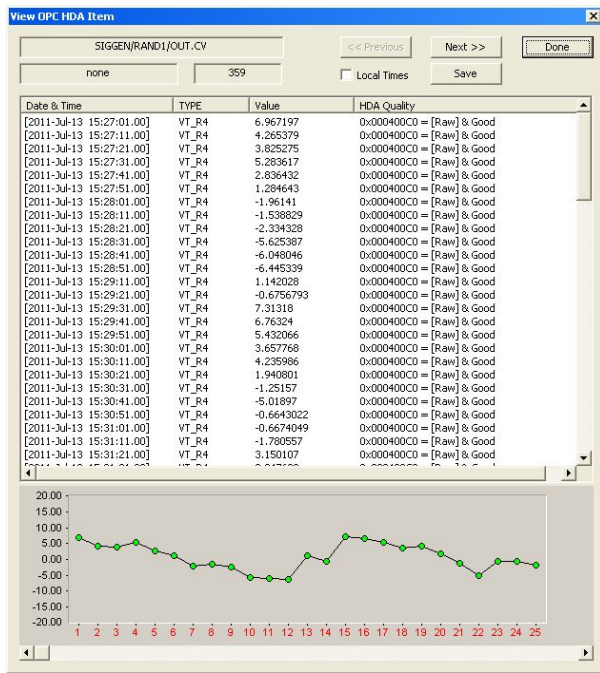 View OPC HDA Item
SIGGEN/RAND1/OUT.CV
<< Previous
Next >>
Done
none
359
Local Times
Save
Date & Time TYPE Value HDA Quality
[2011-Jul-13 15:27:01.00] VT_R4 6.967197 0x000400C0 = [Raw] & Good
[2011-Jul-13 15:27:11.00] VT_R4 4.265379 0x000400C0 = [Raw] & Good
[2011-Jul-13 15:27:21.00] VT_R4 3.825275 0x000400C0 = [Raw] & Good
[2011-Jul-13 15:27:31.00] VT_R4 5.283617 0x000400C0 = [Raw] & Good
[2011-Jul-13 15:27:41.00] VT_R4 2.836432 0x000400C0 = [Raw] & Good
[2011-Jul-13 15:27:51.00] VT_R4 1.284643 0x000400C0 = [Raw] & Good
[2011-Jul-13 15:28:01.00] VT_R4 -1.96141 0x000400C0 = [Raw] & Good
[2011-Jul-13 15:28:11.00] VT_R4 -1.538829 0x000400C0 = [Raw] & Good
[2011-Jul-13 15:28:21.00] VT_R4 -2.334328 0x000400C0 = [Raw] & Good
[2011-Jul-13 15:28:31.00] VT_R4 -5.625387 0x000400C0 = [Raw] & Good
[2011-Jul-13 15:28:41.00] VT_R4 -6.048046 0x000400C0 = [Raw] & Good
[2011-Jul-13 15:28:51.00] VT_R4 -6.445339 0x000400C0 = [Raw] & Good
[2011-Jul-13 15:29:11.00] VT_R4 1.142028 0x000400C0 = [Raw] & Good
[2011-Jul-13 15:29:21.00] VT_R4 -0.6756793 0x000400C0 = [Raw] & Good
[2011-Jul-13 15:29:31.00] VT_R4 7.31318 0x000400C0 = [Raw] & Good
[2011-Jul-13 15:29:41.00] VT_R4 6.76324 0x000400C0 = [Raw] & Good
[2011-Jul-13 15:29:51.00] VT_R4 5.432066 0x000400C0 = [Raw] & Good
[2011-Jul-13 15:30:01.00] VT_R4 3.657768 0x000400C0 = [Raw] & Good
[2011-Jul-13 15:30:11.00] VT_R4 4.235986 0x000400C0 = [Raw] & Good
[2011-Jul-13 15:30:21.00] VT_R4 1.940801 0x000400C0 = [Raw] & Good
[2011-Jul-13 15:30:31.00] VT_R4 -1.25157 0x000400C0 = [Raw] & Good
[2011-Jul-13 15:30:41.00] VT_R4 -5.01897 0x000400C0 = [Raw] & Good
[2011-Jul-13 15:30:51.00] VT_R4 -0.6643022 0x000400C0 = [Raw] & Good
[2011-Jul-13 15:31:01.00] VT_R4 -0.6674049 0x000400C0 = [Raw] & Good
[2011-Jul-13 15:31:11.00] VT_R4 -1.780557 0x000400C0 = [Raw] & Good
[2011-Jul-13 15:31:21.00] VT_R4 3.150107 0x000400C0 = [Raw] & Good
20.00
15.00
10.00
5.00
0.00
-5.00
-10.00
-15.00
-20.00
1 2 3 4 5 6 7 8 9 10 11 12 13 14 15 16 17 18 19 20 21 22 23 24 25